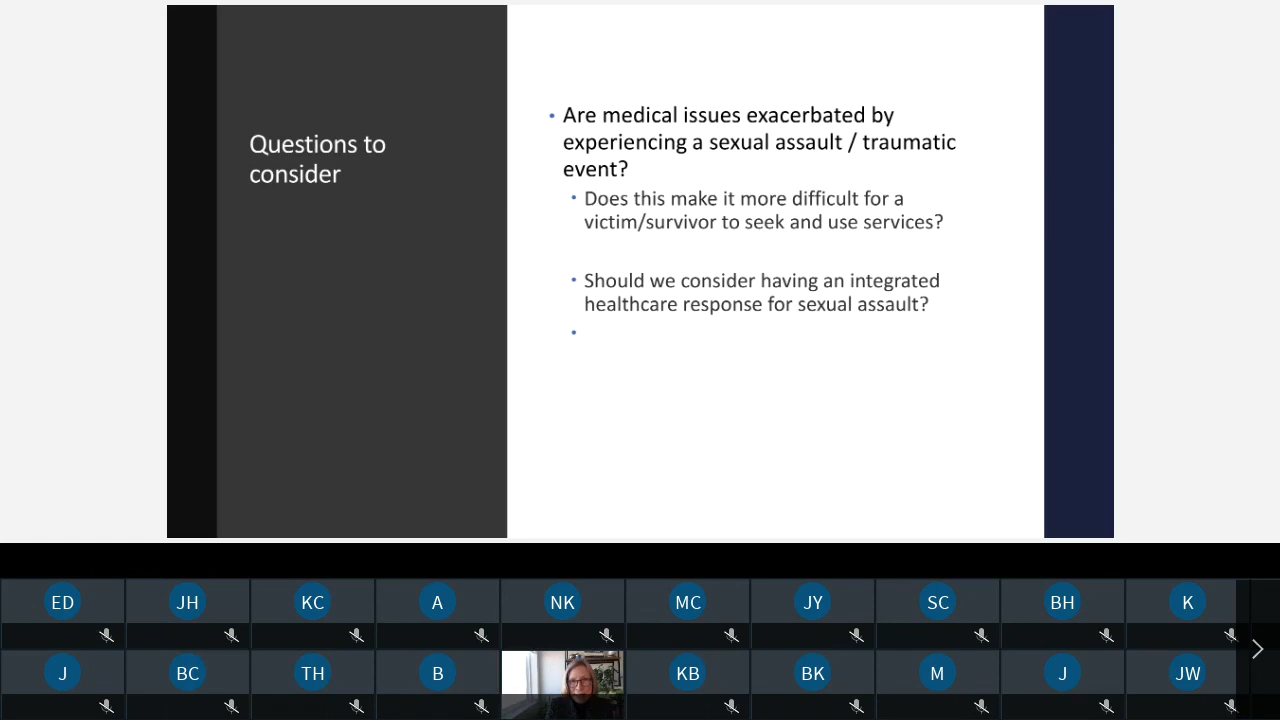 Questions to
consider
• Are medical issues exacerbated by
experiencing a sexual assault / traumatic
event?
• Does this make it more difficult for a
victim/survivor to seek and use services?
• Should we consider having an integrated
healthcare response for sexual assault?
•
ED JH KC A NK MC JY SC BH K
J BC TH B KB BK M J JW